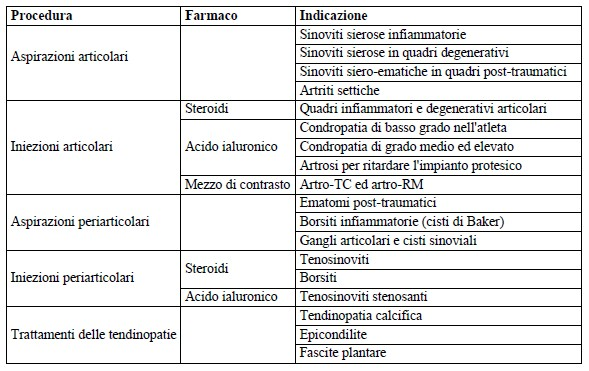 Procedura Farmaco Indicazione
Aspirazioni articolari
Sinoviti sierose infiammatorie
Sinoviti sierose in quadri degenerativi
Sinoviti siero-ematiche in quadri post-traumatici
Artriti settiche
Iniezioni articolari
Steroidi Quadri infiammatori e degenerativi articolari
Acido ialuronico
Condropatia di basso grado nell'atleta
Condropatia di grado medio ed elevato
Artrosi per ritardare l'impianto protesico
Mezzo di contrasto Artro-TC ed artro-RM
Aspirazioni periarticolari
Ematomi post-traumatici
Borsiti infiammatorie (cisti di Baker)
Gangli articolari e cisti sinoviali
Iniezioni periarticolari
Steroidi
Tenosinoviti
Borsiti
Acido ialuronico Tenosinoviti stenosanti
Trattamenti delle tendinopatie
Tendinopatia calcifica
Epicondilite
Fascite plantare